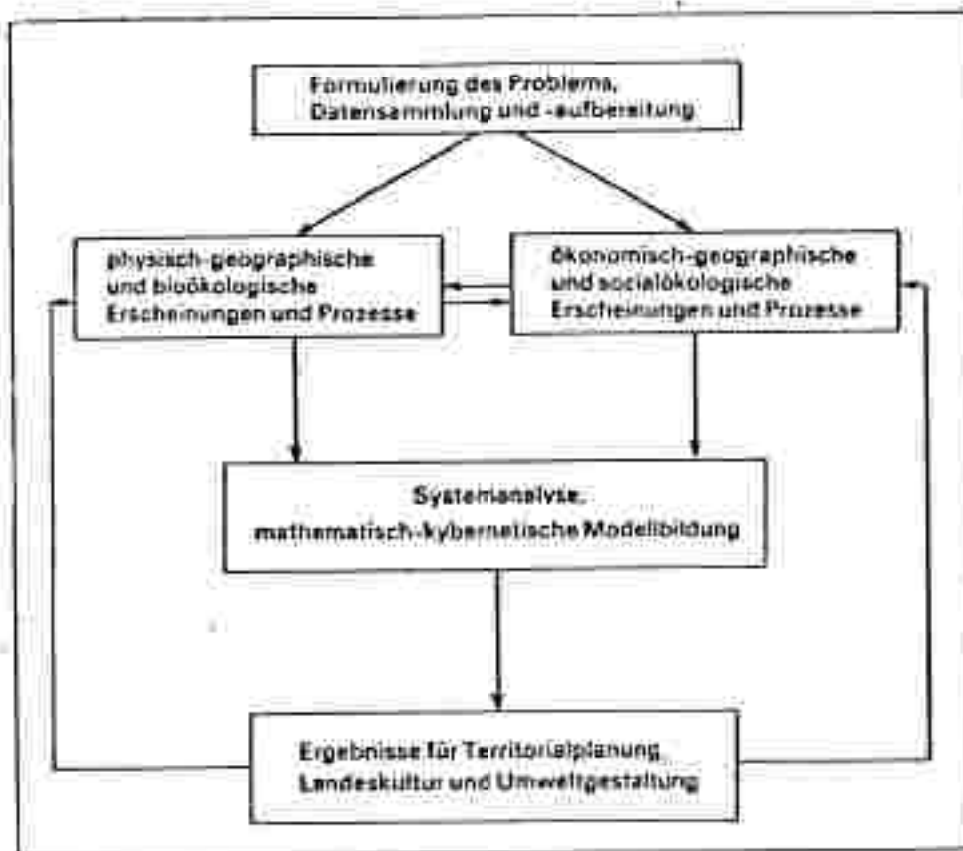 Formulierung des Problems,
Datensammlung und -aufbereitung
physisch-geographische
und bioökologische
Erscheinungen und Prozesse
ökonomisch-geographische
und socialökologische
Erscheinungen und Prozesse
Systemanalyse,
mathematisch-kybernetische Modellbildung
Ergebnisse für Territorialplanung,
Landeskultur und Umweltgestaltung